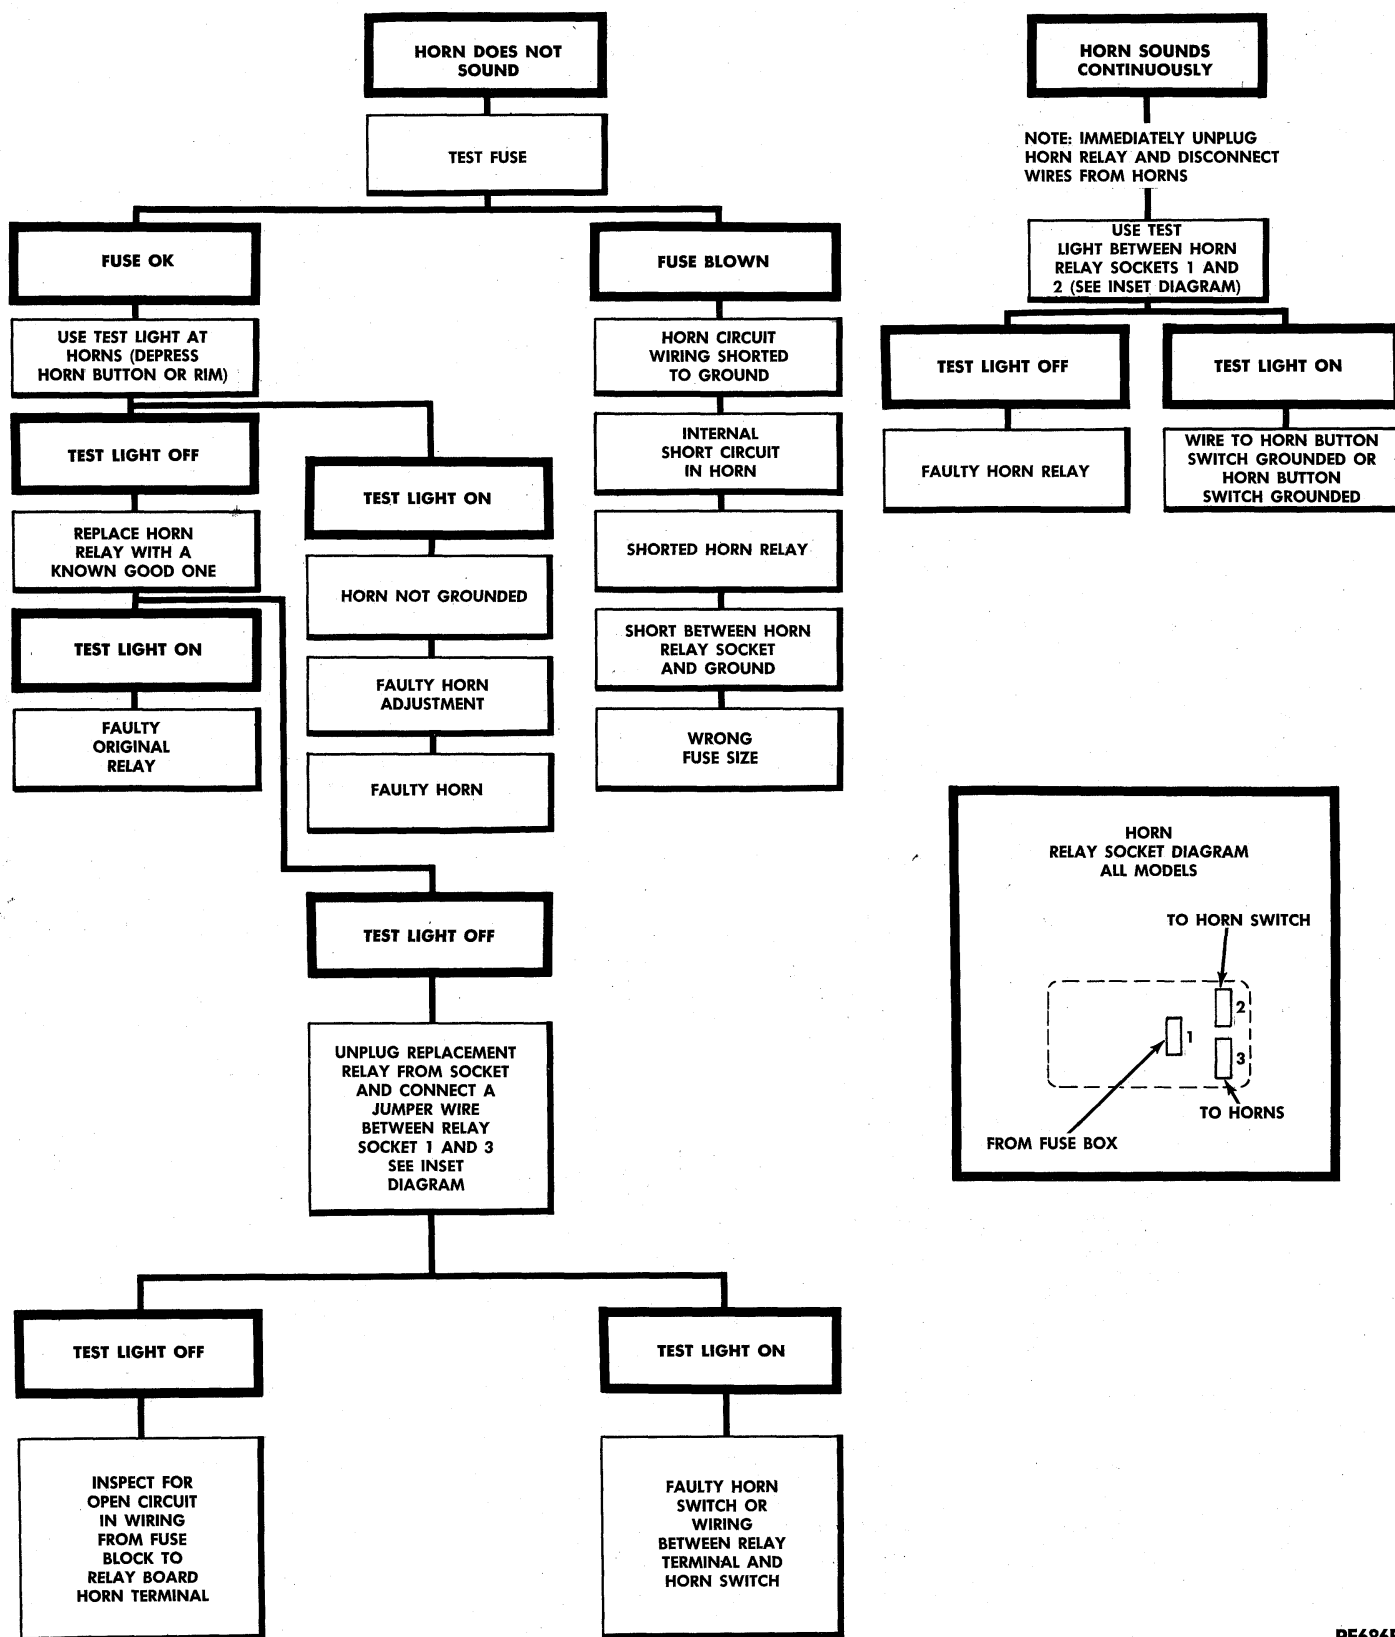 HORN DOES NOT
SOUND
TEST FUSE
FUSE OK
USE TEST LIGHT AT
HORNS (DEPRESS
HORN BUTTON OR RIM)
TEST LIGHT OFF
REPLACE HORN
RELAY WITH A
KNOWN GOOD ONE
TEST LIGHT ON
FAULTY
ORIGINAL
RELAY
TEST LIGHT ON
HORN NOT GROUNDED
FAULTY HORN
ADJUSTMENT
FAULTY HORN
FUSE BLOWN
HORN CIRCUIT
WIRING SHORTED
TO GROUND
INTERNAL
SHORT CIRCUIT
IN HORN
SHORTED HORN RELAY
SHORT BETWEEN HORN
RELAY SOCKET
AND GROUND
WRONG
FUSE SIZE
TEST LIGHT OFF
UNPLUG REPLACEMENT
RELAY FROM SOCKET
AND CONNECT A
JUMPER WIRE
BETWEEN RELAY
SOCKET 1 AND 3
SEE INSET
DIAGRAM
TEST LIGHT OFF
INSPECT FOR
OPEN CIRCUIT
IN WIRING
FROM FUSE
BLOCK TO
RELAY BOARD
HORN TERMINAL
TEST LIGHT ON
FAULTY HORN
SWITCH OR
WIRING
BETWEEN RELAY
TERMINAL AND
HORN SWITCH
HORN SOUNDS
CONTINUOUSLY
NOTE: IMMEDIATELY UNPLUG
HORN RELAY AND DISCONNECT
WIRES FROM HORNS
USE TEST
LIGHT BETWEEN HORN
RELAY SOCKETS 1 AND
2 (SEE INSET DIAGRAM)
TEST LIGHT OFF
FAULTY HORN RELAY
TEST LIGHT ON
WIRE TO HORN BUTTON
SWITCH GROUNDED OR
HORN BUTTON
SWITCH GROUNDED
HORN
RELAY SOCKET DIAGRAM
ALL MODELS
TO HORN SWITCH
2
1
3
TO HORNS
FROM FUSE BOX